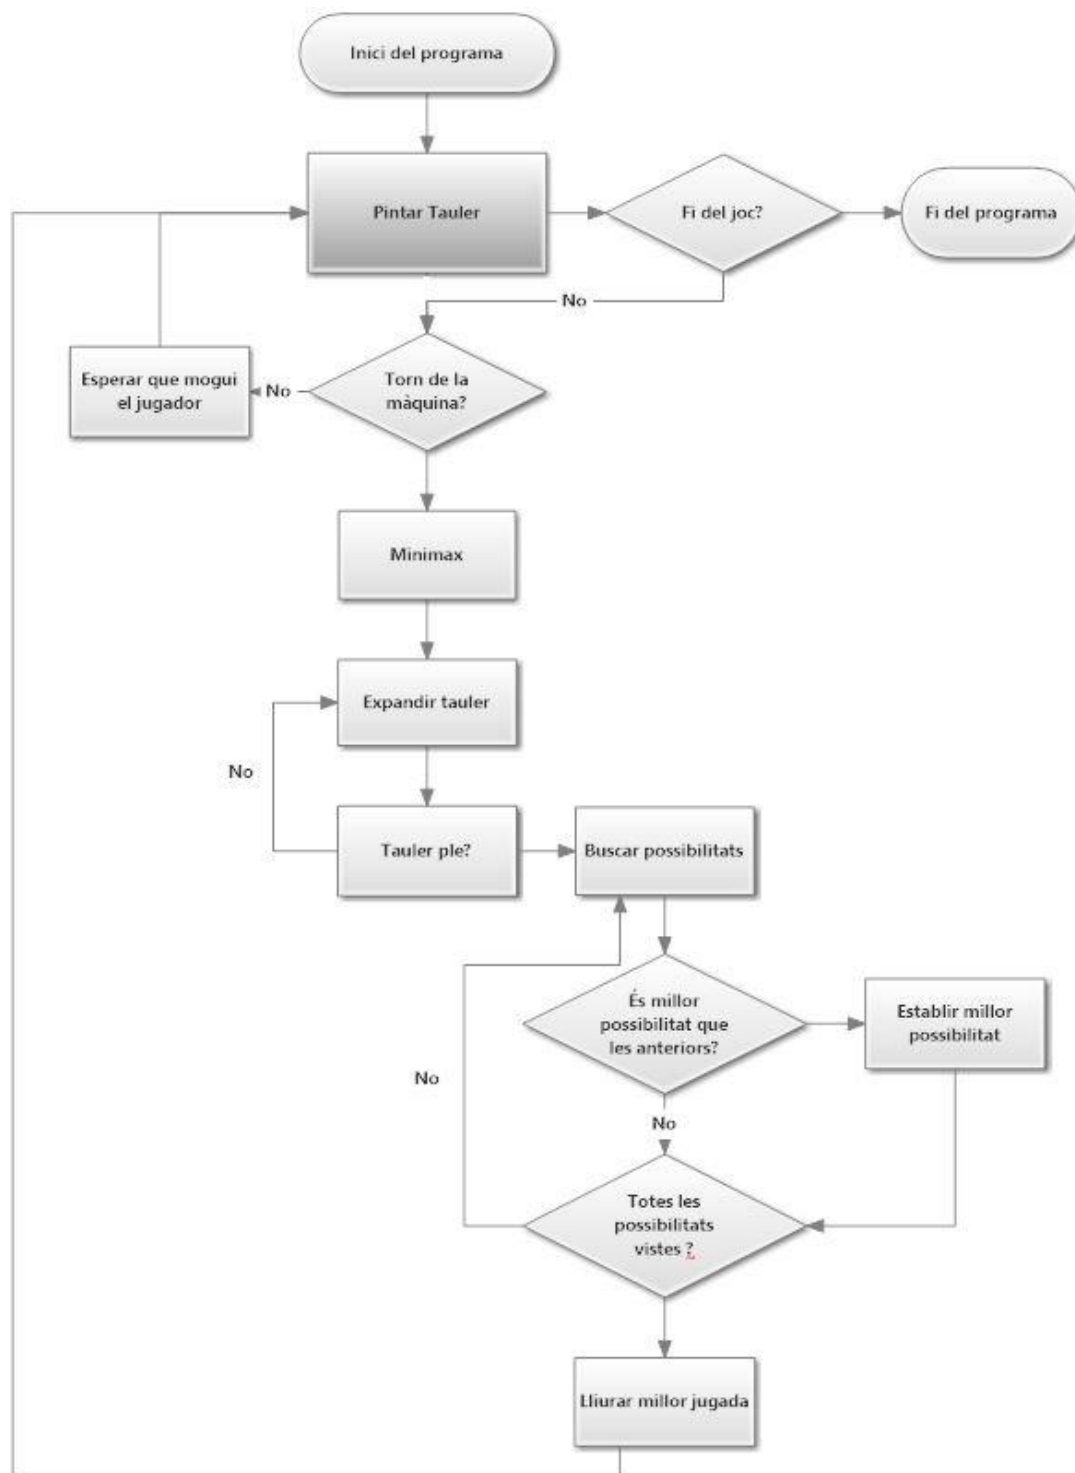 Inici del programa
Pintar Tauler
Fi del joc?
Fi del programa
No
Esperar que mogui
el jugador
No
Torn de la
màquina?
Minimax
Expandir tauler
No
Tauler ple?
Buscar possibilitats
És millor
possibilitat que
les anteriors?
Establir millor
possibilitat
No
No
Totes les
possibilitats
vistes ?
Lliurar millor jugada